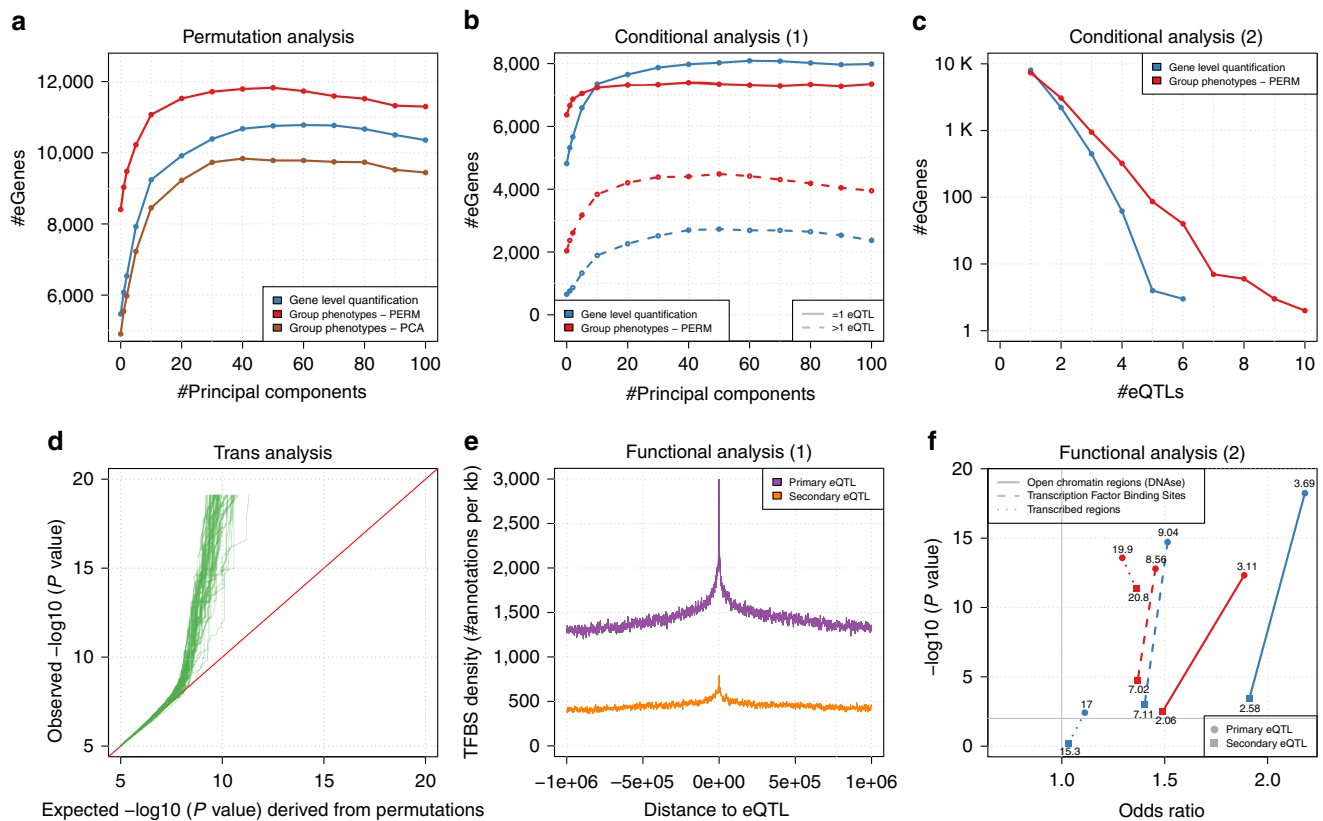 a
Permutation analysis
#eGenes
12,000
10,000
8,000
6,000
Gene level quantification
Group phenotypes – PERM
Group phenotypes – PCA
0 20 40 60 80 100
#Principal components
b
Conditional analysis (1)
#eGenes
8,000
6,000
4,000
2,000
0
Gene level quantification
Group phenotypes – PERM
=1 eQTL
>1 eQTL
0 20 40 60 80 100
#Principal components
c
Conditional analysis (2)
#eGenes
10 K
1 K
100
10
1
Gene level quantification
Group phenotypes – PERM
0 2 4 6 8 10
#eQTLs
d
Trans analysis
Observed –log10 (P value)
20
15
10
5
5 10 15 20
Expected –log10 (P value) derived from permutations
e
Functional analysis (1)
TFBS density (#annotations per kb)
3,000
2,500
2,000
1,500
1,000
500
0
Primary eQTL
Secondary eQTL
−1e+06 −5e+05 0e+00 5e+05 1e+06
Distance to eQTL
f
Functional analysis (2)
–log10 (P value)
20
15
10
5
0
Open chromatin regions (DNAse)
Transcription Factor Binding Sites
Transcribed regions
3.69
9.04
19.9
8.56
3.11
20.8
7.02
7.11
2.06
2.58
17
15.3
Primary eQTL
Secondary eQTL
1.0 1.5 2.0
Odds ratio